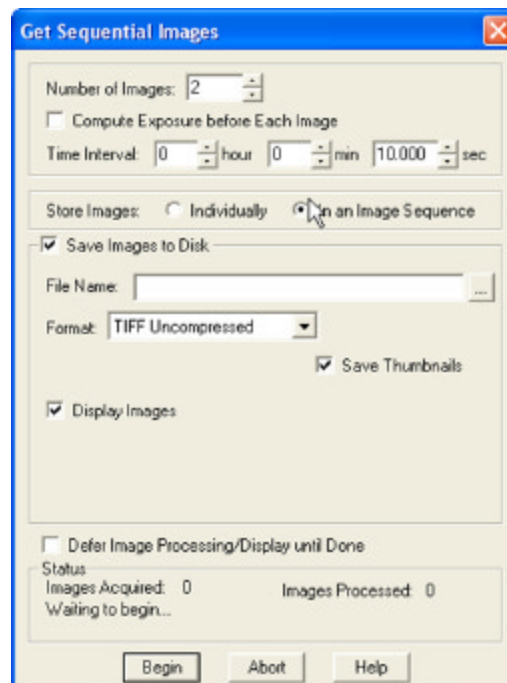 Get Sequential Images
Number of Images: 2
Compute Exposure before Each Image
Time Interval: 0 hour 0 min 10.000 sec
Store Images: Individually In an Image Sequence
Save Images to Disk
File Name: ...
Format: TIFF Uncompressed
Save Thumbnails
Display Images
Defer Image Processing/Display until Done
Status
Images Acquired: 0 Images Processed: 0
Waiting to begin...
Begin Abort Help